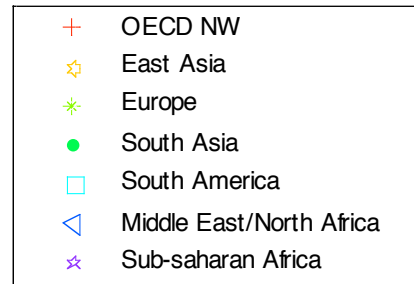 OECD NW
East Asia
Europe
South Asia
South America
Middle East/North Africa
Sub-saharan Africa